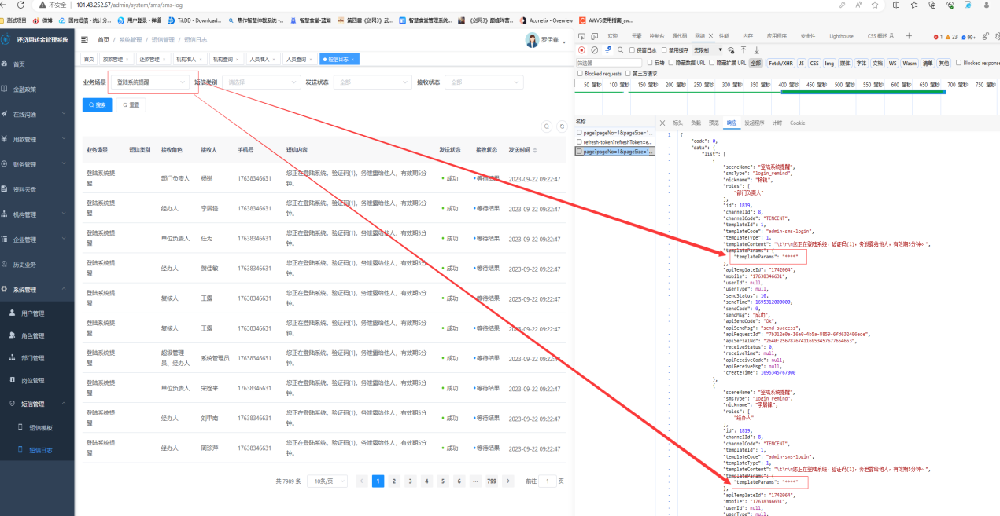 不安全 101.43.252.67/admin/system/sms/sms-log
测试项目 微博 国内短信 - 统计分... 用户登录 - 禅道 TikDD - Download... 焦作智慧仲裁系统 -... 智慧食堂-蓝湖 【第四届《剑网3》武... 智慧食堂管理系统... 《剑网3》巅峰阵营... Acunetix - Overview AWVS使用指南_aw...
还贷周转金管理系统
首页 / 系统管理 / 短信管理 / 短信日志
罗伊春
首页 放款管理 还款管理 机构准入 机构查询 人员准入 人员查询 短信日志
首页
金融政策
在线沟通
用款管理
财务管理
资料云盘
机构管理
企业管理
历史业务
系统管理
用户管理
角色管理
部门管理
岗位管理
短信管理
短信模板
短信日志
业务场景 登陆系统提醒 短信类别 请选择 发送状态 全部 接收状态 全部
搜索 重置
业务场景 短信类别 接收角色 接收人 手机号 短信内容 发送状态 接收状态 发送时间
登陆系统提醒 部门负责人 杨锐 17638346631 您正在登陆系统，验证码{1}，务泄露给他人，有效期5分钟。 成功 等待结果 2023-09-22 09:22:47
登陆系统提醒 经办人 17638346631 您正在登陆系统，验证码{1}，务泄露给他人，有效期5分钟。 成功 等待结果 2023-09-22 09:22:47
登陆系统提醒 单位负责人 任为 17638346631 您正在登陆系统，验证码{1}，务泄露给他人，有效期5分钟。 成功 等待结果 2023-09-22 09:22:47
登陆系统提醒 经办人 贺佳敏 17638346631 您正在登陆系统，验证码{1}，务泄露给他人，有效期5分钟。 成功 等待结果 2023-09-22 09:22:47
登陆系统提醒 复核人 王露 17638346631 您正在登陆系统，验证码{1}，务泄露给他人，有效期5分钟。 成功 等待结果 2023-09-22 09:22:47
登陆系统提醒 复核人 王露 17638346631 您正在登陆系统，验证码{1}，务泄露给他人，有效期5分钟。 成功 等待结果 2023-09-22 09:22:47
登陆系统提醒 超级管理员、经办人 系统管理员 17638346631 您正在登陆系统，验证码{1}，务泄露给他人，有效期5分钟。 成功 等待结果 2023-09-22 09:22:47
登陆系统提醒 单位负责人 宋栓来 17638346631 您正在登陆系统，验证码{1}，务泄露给他人，有效期5分钟。 成功 等待结果 2023-09-22 09:22:47
登陆系统提醒 经办人 刘甲南 17638346631 您正在登陆系统，验证码{1}，务泄露给他人，有效期5分钟。 成功 等待结果 2023-09-22 09:22:47
登陆系统提醒 经办人 周珍萍 17638346631 您正在登陆系统，验证码{1}，务泄露给他人，有效期5分钟。 成功 等待结果 2023-09-22 09:22:47
共 7989 条 10条/页 1 2 3 4 5 6 ··· 799 前往 1 页
欢迎 元素 控制台 源代码 网络 性能 内存 应用程序 安全性 Lighthouse CSS 概述 1 23 99+
保留日志 禁用缓存 无限制
筛选器 反转 隐藏数据 URL 隐藏扩展 URL 全部 Fetch/XHR JS CSS Img 媒体 字体 文档 WS Wasm 清单 其他 Blocked response
Blocked requests 第三方请求
50 毫秒 100 毫秒 150 毫秒 200 毫秒 250 毫秒 300 毫秒 350 毫秒 400 毫秒 450 毫秒 500 毫秒 550 毫秒 600 毫秒 650 毫秒 700 毫秒 750 毫秒
名称
page?pageNo=1&pageSize=1...
refresh-token?refreshToken=e...
page?pageNo=1&pageSize=1...
标头 负载 预览 响应 发起程序 计时 Cookie
1 {
"code": 0,
"data": {
"list": [
{
"sceneName": "登陆系统提醒",
"smsType": "login_remind",
"nickname": "杨锐",
"roles": [
"部门负责人"
],
"id": 1819,
"channelId": 8,
"channelCode": "TENCENT",
"templateId": 1,
"templateCode": "admin-sms-login",
"templateType": 1,
"templateContent": "\t\r\n您正在登陆系统，验证码{1}，务泄露给他人，有效期5分钟。",
"templateParams": {
"templateParams": "****"
},
"apiTemplateId": "1742064",
"mobile": "17638346631",
"userId": null,
"userType": null,
"sendStatus": 10,
"sendTime": 1695312000000,
"sendCode": 0,
"sendMsg": "成功",
"apiSendCode": "Ok",
"apiSendMsg": "send success",
"apiRequestId": "7b312e0a-16a0-4b5a-8859-6fd632406ede",
"apiSerialNo": "2640:256787674116953457677654663",
"receiveStatus": 0,
"receiveTime": null,
"apiReceiveCode": null,
"apiReceiveMsg": null,
"createTime": 1695345767000
},
{
"sceneName": "登陆系统提醒",
"smsType": "login_remind",
"roles": [
"经办人"
],
"id": 1819,
"channelId": 8,
"channelCode": "TENCENT",
"templateId": 1,
"templateCode": "admin-sms-login",
"templateType": 1,
"templateContent": "\t\r\n您正在登陆系统，验证码{1}，务泄露给他人，有效期5分钟。",
"templateParams": {
"templateParams": "****"
},
"apiTemplateId": "1742064",
"mobile": "17638346631",
"userId": null,
"userType": null,